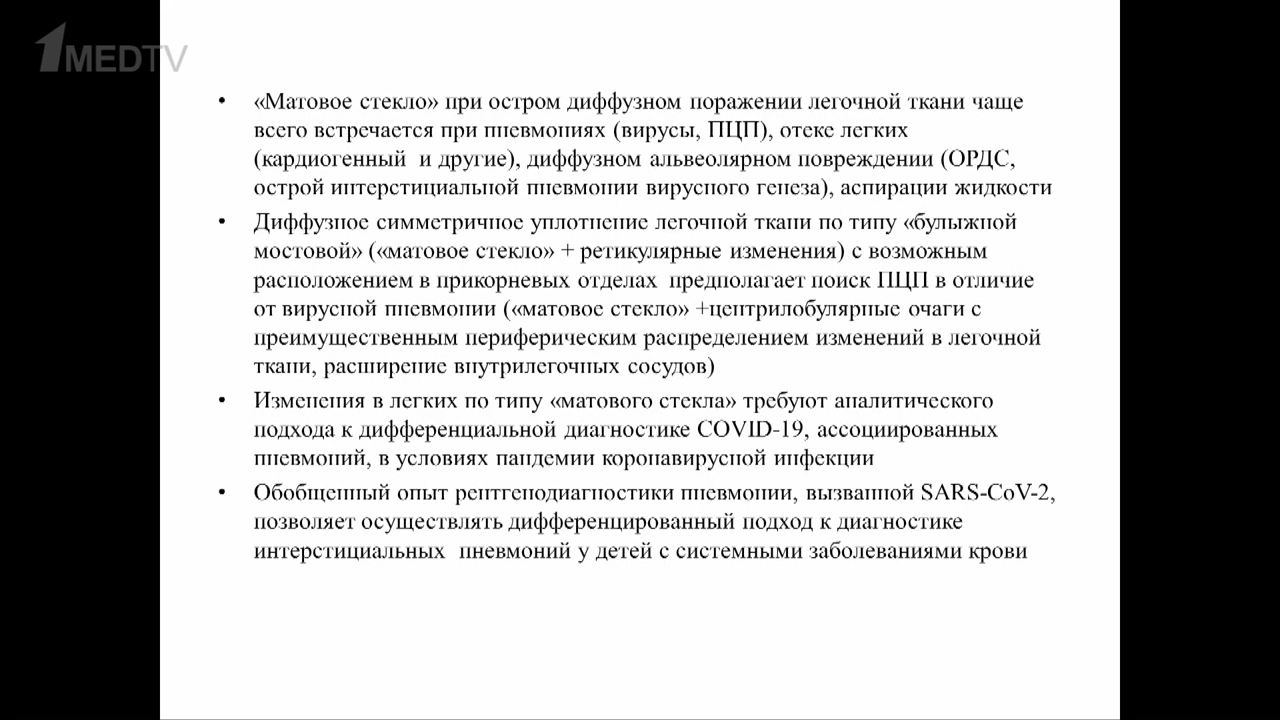 1MEDTV
• «Матовое стекло» при остром диффузном поражении легочной ткани чаще
всего встречается при пневмониях (вирусы, ПЦП), отеке легких
(кардиогенный и другие), диффузном альвеолярном повреждении (ОРДС,
острой интерстициальной пневмонии вирусного генеза), аспирации жидкости
• Диффузное симметричное уплотнение легочной ткани по типу «булыжной
мостовой» («матовое стекло» + ретикулярные изменения) с возможным
расположением в прикорневых отделах предполагает поиск ПЦП в отличие
от вирусной пневмонии («матовое стекло» +центрилобулярные очаги с
преимущественным периферическим распределением изменений в легочной
ткани, расширение внутрилегочных сосудов)
• Изменения в легких по типу «матового стекла» требуют аналитического
подхода к дифференциальной диагностике COVID-19, ассоциированных
пневмоний, в условиях пандемии коронавирусной инфекции
• Обобщенный опыт рентгенодиагностики пневмонии, вызванной SARS-CoV-2,
позволяет осуществлять дифференцированный подход к диагностике
интерстициальных пневмоний у детей с системными заболеваниями крови